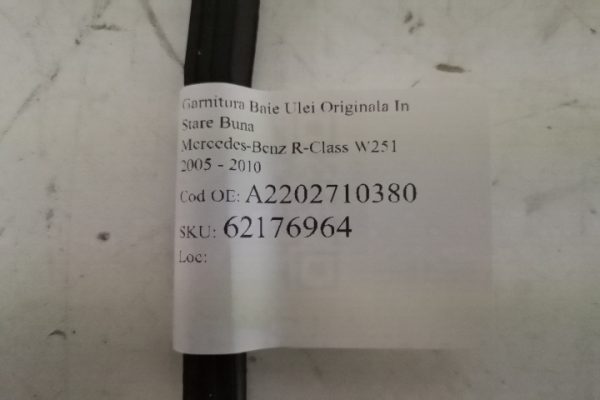 Garnitura Baie Ulei Originala In
Stare Buna
Mercedes-Benz R-Class W251
2005 - 2010
Cod OE: A2202710380
SKU: 62176964
Loc: